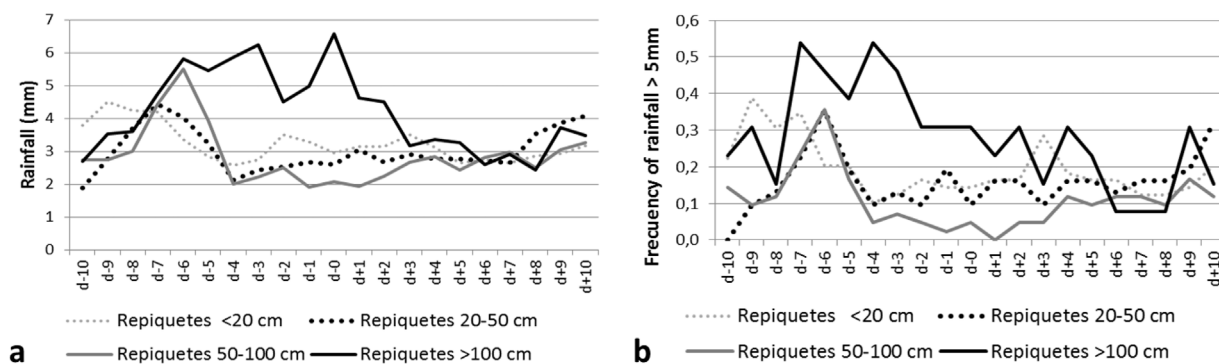 7
6
5
4
3
2
1
0
Rainfall (mm)
d-10 d-9 d-8 d-7 d-6 d-5 d-4 d-3 d-2 d-1 d-0 d+1 d+2 d+3 d+4 d+5 d+6 d+7 d+8 d+9 d+10
Repiquetes <20 cm Repiquetes 20-50 cm
Repiquetes 50-100 cm Repiquetes >100 cm
a
0,6
0,5
0,4
0,3
0,2
0,1
0,0
Frecuency of rainfall > 5mm
d-10 d-9 d-8 d-7 d-6 d-5 d-4 d-3 d-2 d-1 d-0 d+1 d+2 d+3 d+4 d+5 d+6 d+7 d+8 d+9 d+10
Repiquetes <20 cm Repiquetes 20-50 cm
Repiquetes 50-100 cm Repiquetes >100 cm
b